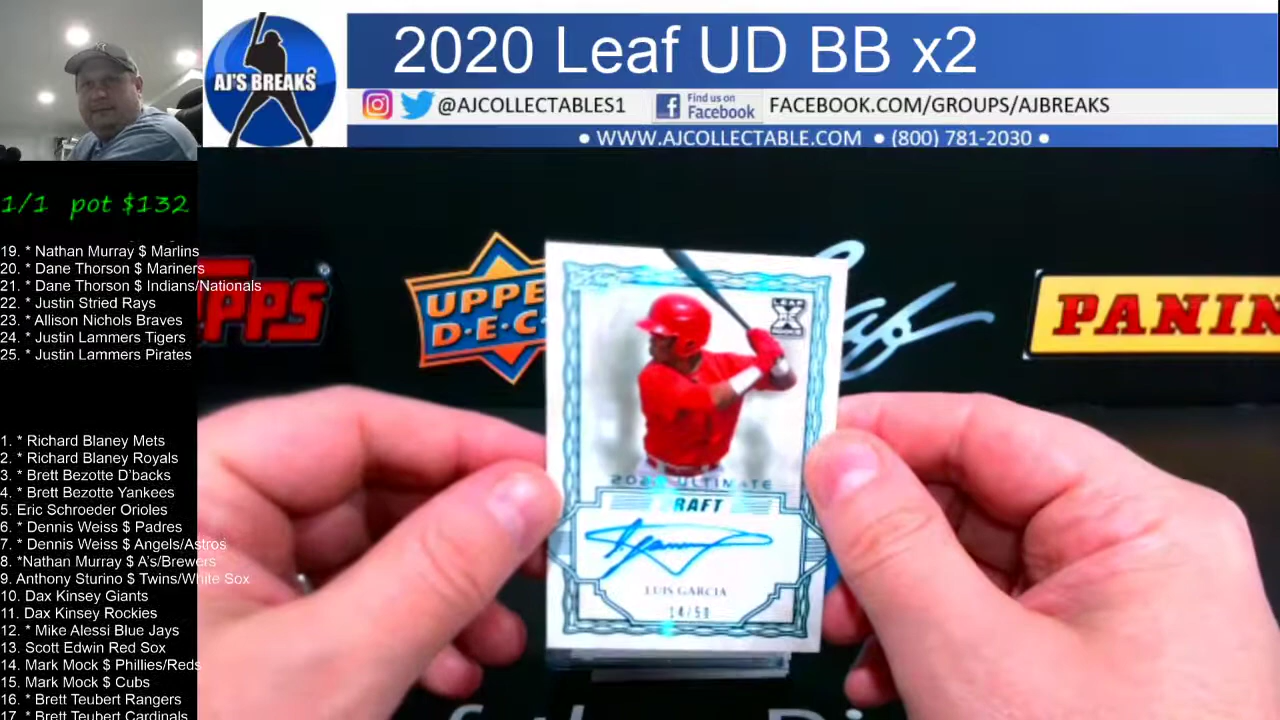 2020 Leaf UD BB x2
AJ'S BREAKS
@AJCOLLECTABLES1
Find us on
Facebook
FACEBOOK.COM/GROUPS/AJBREAKS
● WWW.AJCOLLECTABLE.COM ● (800) 781-2030 ●
1/1 pot $132
19. * Nathan Murray $ Marlins
20. * Dane Thorson $ Mariners
21. * Dane Thorson $ Indians/Nationals
22. * Justin Stried Rays
23. * Allison Nichols Braves
24. * Justin Lammers Tigers
25. * Justin Lammers Pirates
1. * Richard Blaney Mets
2. * Richard Blaney Royals
3. * Brett Bezotte D'backs
4. * Brett Bezotte Yankees
5. Eric Schroeder Orioles
6. * Dennis Weiss $ Padres
7. * Dennis Weiss $ Angels/Astros
8. *Nathan Murray $ A's/Brewers
9. Anthony Sturino $ Twins/White Sox
10. Dax Kinsey Giants
11. Dax Kinsey Rockies
12. * Mike Alessi Blue Jays
13. Scott Edwin Red Sox
14. Mark Mock $ Phillies/Reds
15. Mark Mock $ Cubs
16. * Brett Teubert Rangers
17. * Brett Teubert Cardinals
PPS
UPPE
D·E·C
PANIN
LEAF
X
ROOKIE
ULTIMATE
RAFT
LUIS GARCIA
14/50